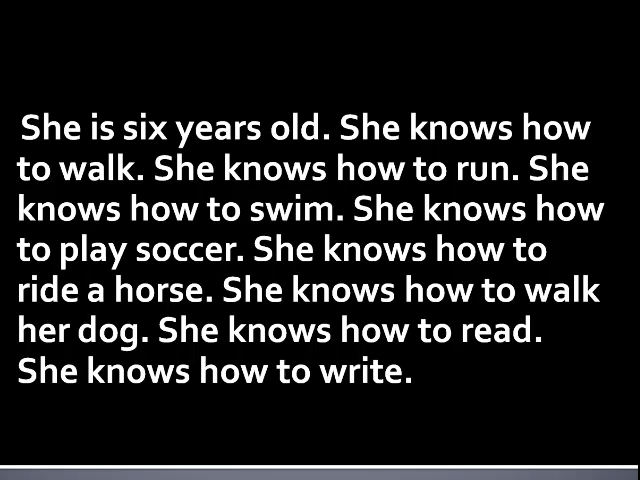 She is six years old. She knows how
to walk. She knows how to run. She
knows how to swim. She knows how
to play soccer. She knows how to
ride a horse. She knows how to walk
her dog. She knows how to read.
She knows how to write.